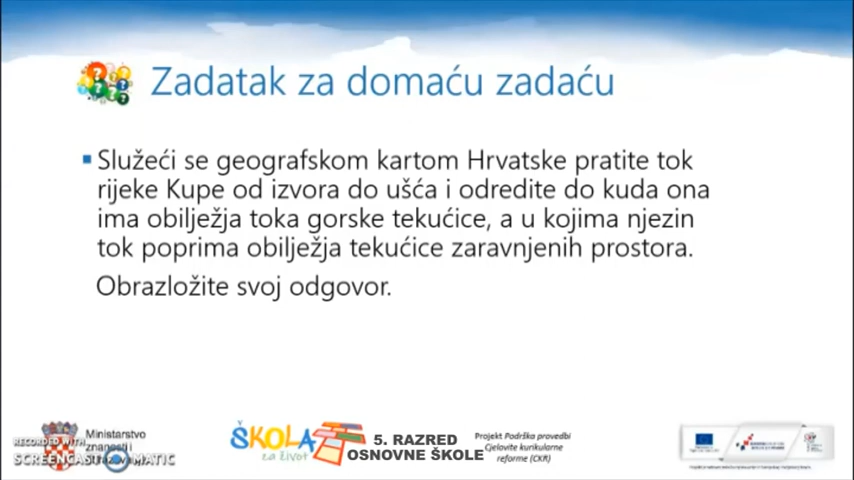 Zadatak za domaću zadaću
Služeći se geografskom kartom Hrvatske pratite tok
rijeke Kupe od izvora do ušća i odredite do kuda ona
ima obilježja toka gorske tekućice, a u kojima njezin
tok poprima obilježja tekućice zaravnjenih prostora.
Obrazložite svoj odgovor.
Ministarstvo
znanosti i
RECORDED WITH
SCREENCAST MATIC
ŠKOLA
za život
5. RAZRED
OSNOVNE ŠKOLE
Projekt Podrška provedbi
Cjelovite kurikularne
reforme (CKR)